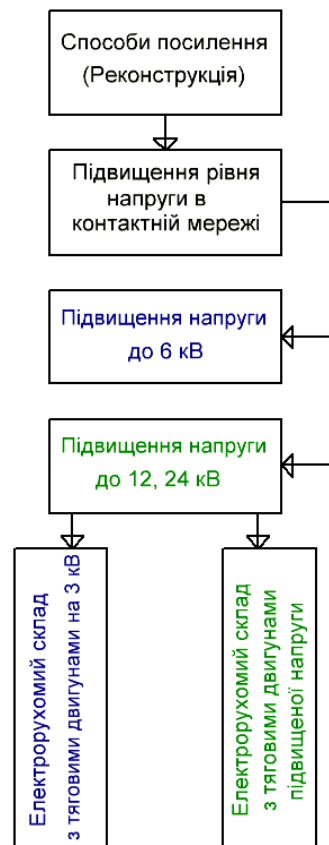 Способи посилення
(Реконструкція)
Підвищення рівня
напруги в
контактній мережі
Підвищення напруги
до 6 кВ
Підвищення напруги
до 12, 24 кВ
Електрорухомий склад
з тяговими двигунами на 3 кВ
Електрорухомий склад
з тяговими двигунами
підвищеної напруги